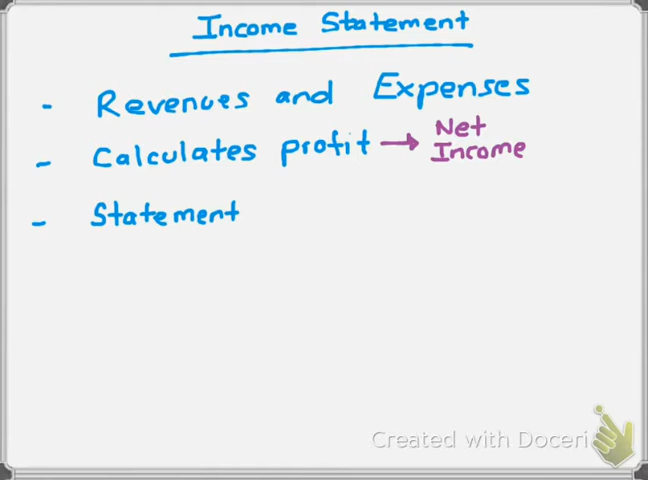 Income Statement
- Revenues and Expenses
- Calculates profit → Net Income
- Statement
Created with Doceri